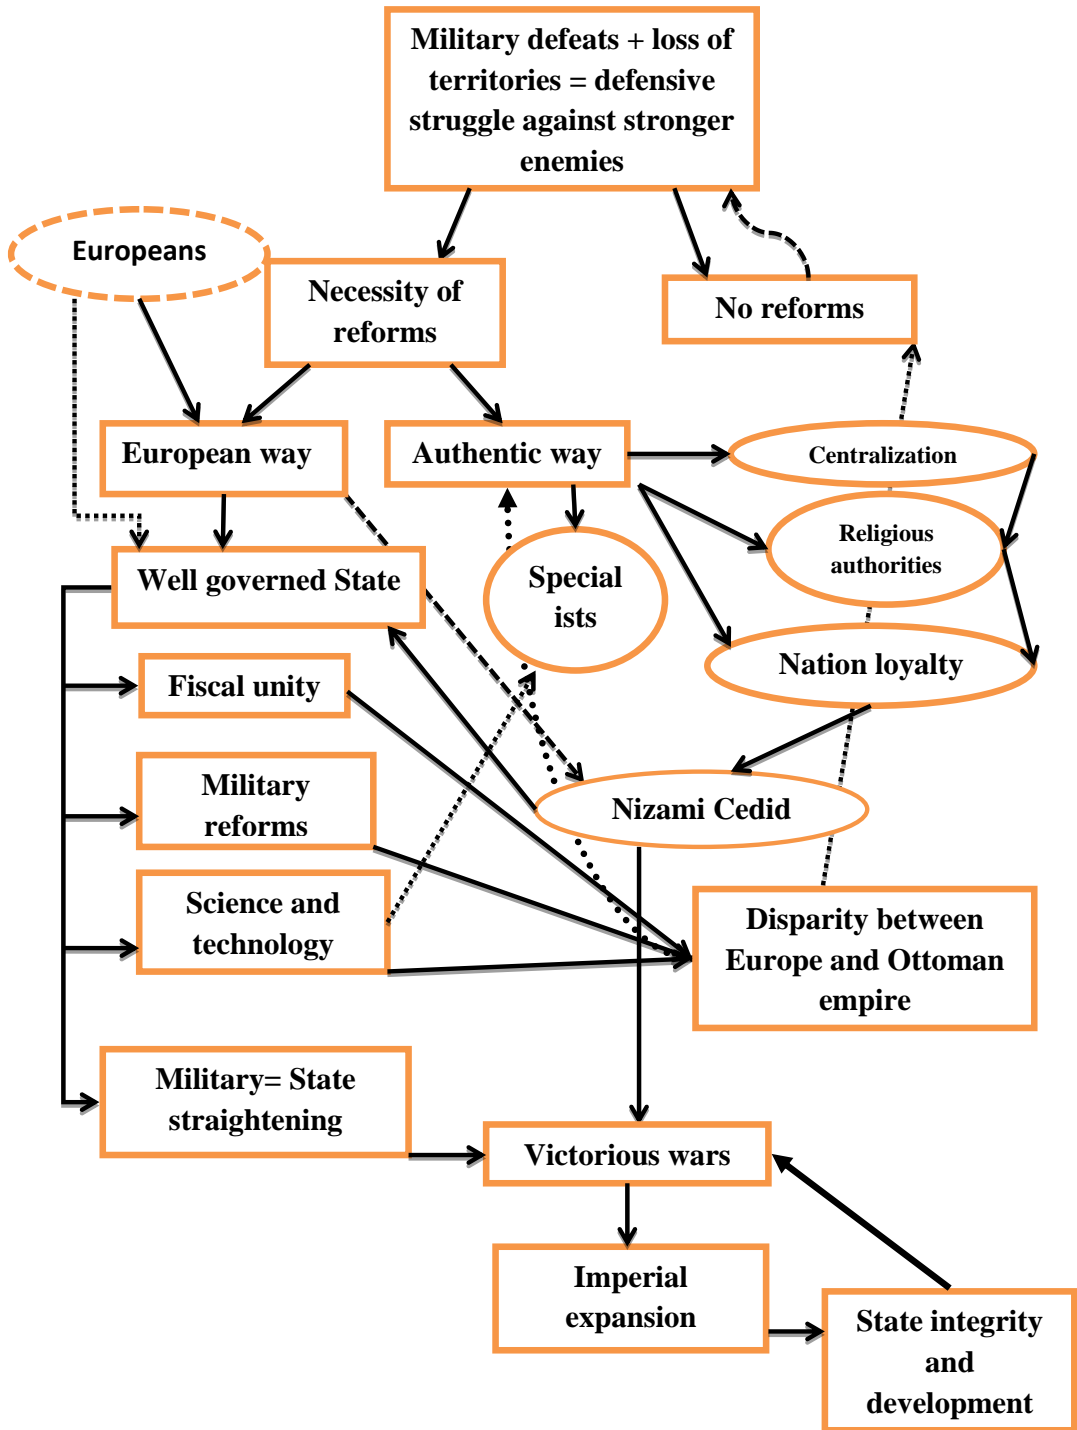 Military defeats + loss of
territories = defensive
struggle against stronger
enemies
Europeans
Necessity of
reforms
No reforms
European way
Authentic way
Centralization
Religious
authorities
Well governed State
Special
ists
Nation loyalty
Fiscal unity
Military
reforms
Nizami Cedid
Science and
technology
Disparity between
Europe and Ottoman
empire
Military= State
straightening
Victorious wars
Imperial
expansion
State integrity
and
development